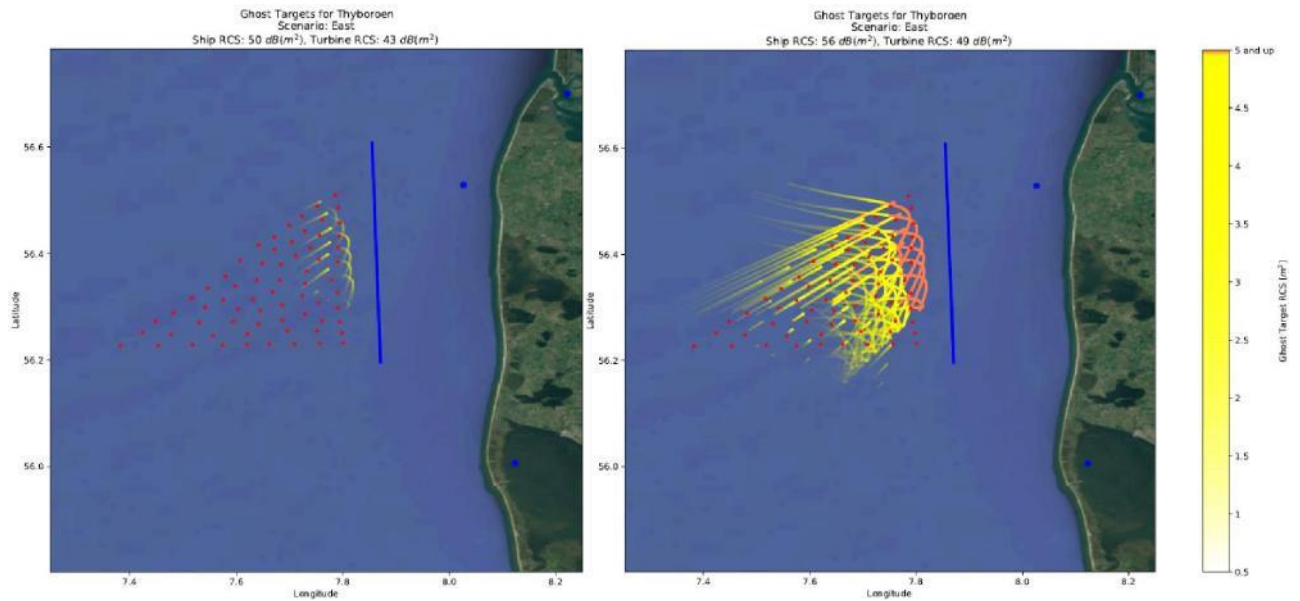 Ghost Targets for Thyboroen
Scenario: East
Ship RCS: 50 dB(m²), Turbine RCS: 43 dB(m²)
56.6
56.4
56.2
56.0
Latitude
7.4
7.6
7.8
8.0
8.2
Longitude
Ghost Targets for Thyboroen
Scenario: East
Ship RCS: 56 dB(m²), Turbine RCS: 49 dB(m²)
56.6
56.4
56.2
56.0
Latitude
7.4
7.6
7.8
8.0
8.2
Longitude
5 and up
4.5
4
3.5
3
2.5
2
1.5
1
0.5
Ghost Target RCS [m²]